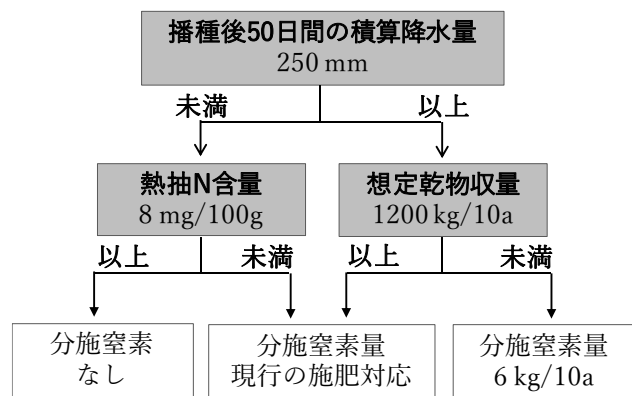 播種後50日間の積算降水量
250 mm
未満
以上
熱抽N含量
8 mg/100g
想定乾物収量
1200 kg/10a
以上
未満
以上
未満
分施窒素
なし
分施窒素量
現行の施肥対応
分施窒素量
6 kg/10a